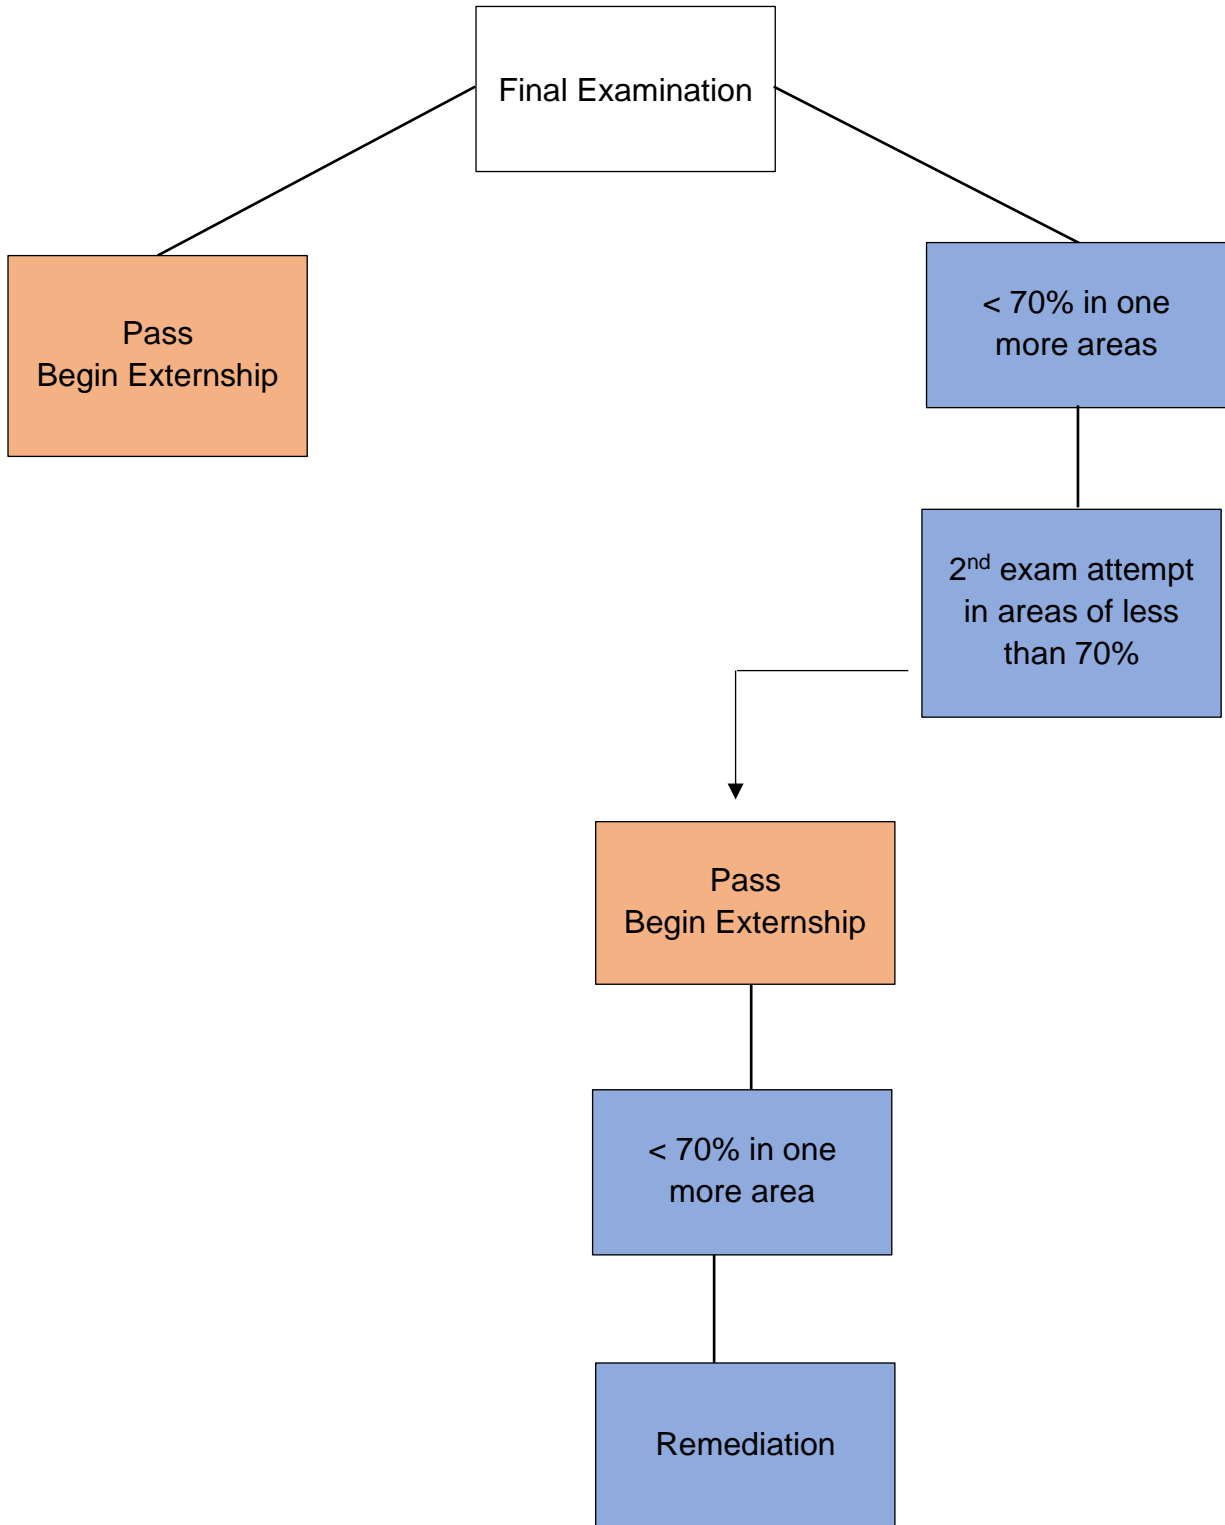 Final Examination
Pass
Begin Externship
< 70% in one
more areas
2nd exam attempt
in areas of less
than 70%
Pass
Begin Externship
< 70% in one
more area
Remediation